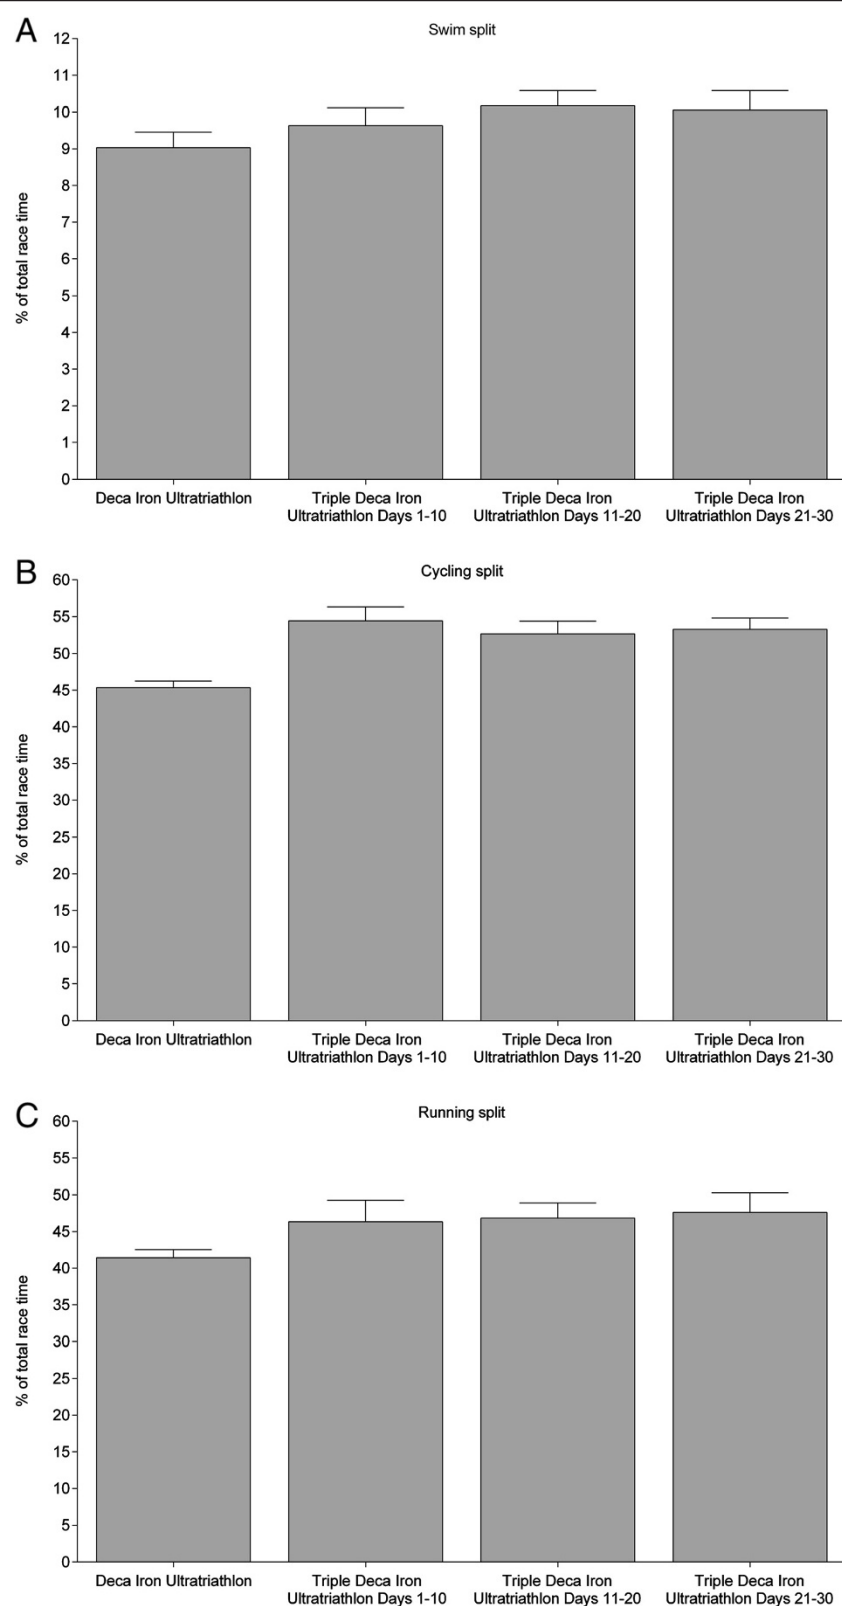 A
Swim split
12
11
10
9
8
7
6
5
4
3
2
1
0
% of total race time
Deca Iron Ultratriathlon
Triple Deca Iron
Ultratriathlon Days 1-10
Triple Deca Iron
Ultratriathlon Days 11-20
Triple Deca Iron
Ultratriathlon Days 21-30
B
Cycling split
60
55
50
45
40
35
30
25
20
15
10
5
0
% of total race time
Deca Iron Ultratriathlon
Triple Deca Iron
Ultratriathlon Days 1-10
Triple Deca Iron
Ultratriathlon Days 11-20
Triple Deca Iron
Ultratriathlon Days 21-30
C
Running split
60
55
50
45
40
35
30
25
20
15
10
5
0
% of total race time
Deca Iron Ultratriathlon
Triple Deca Iron
Ultratriathlon Days 1-10
Triple Deca Iron
Ultratriathlon Days 11-20
Triple Deca Iron
Ultratriathlon Days 21-30